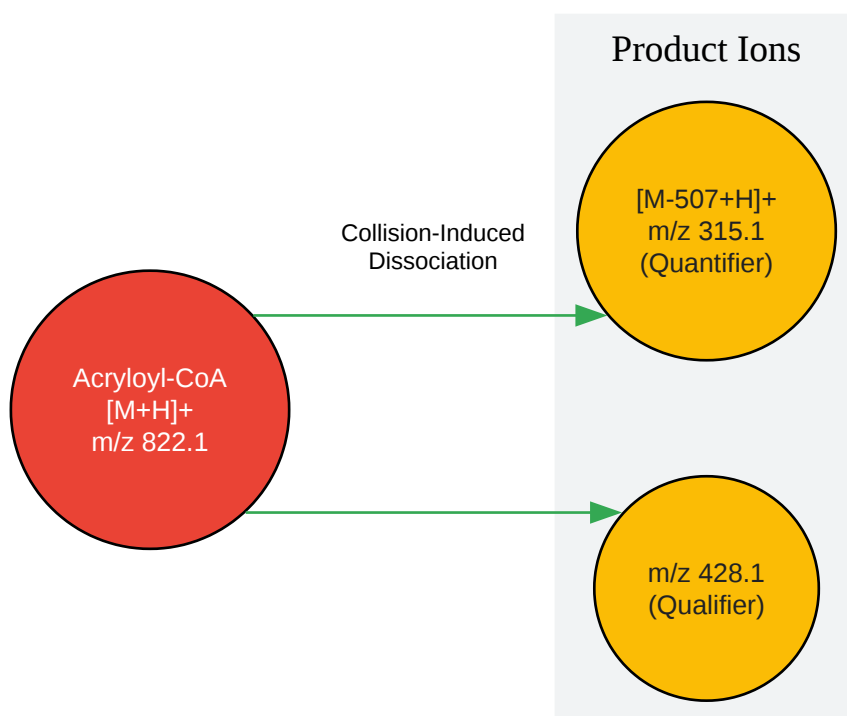 Product Ions
[M-507+H]+
m/z 315.1
(Quantifier)
Collision-Induced
Dissociation
Acryloyl-CoA
[M+H]+
m/z 822.1
m/z 428.1
(Qualifier)